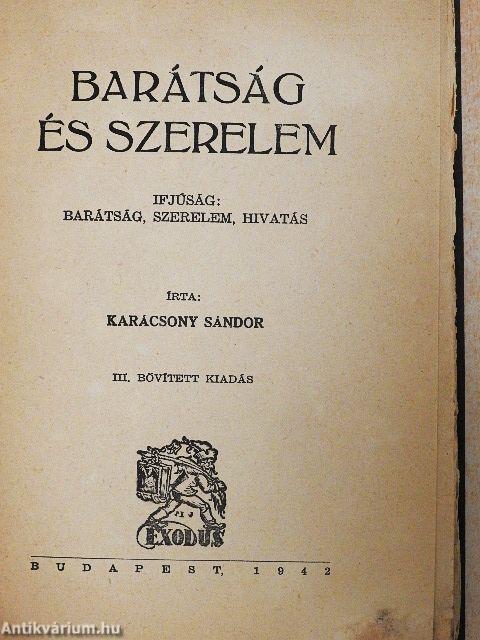 BARÁTSÁG
ÉS SZERELEM
IFJÚSÁG:
BARÁTSÁG, SZERELEM, HIVATÁS
ÍRTA:
KARÁCSONY SÁNDOR
III. BŐVÍTETT KIADÁS
M J
EXODUS
BUDAPEST, 1942
Antikvárium.hu